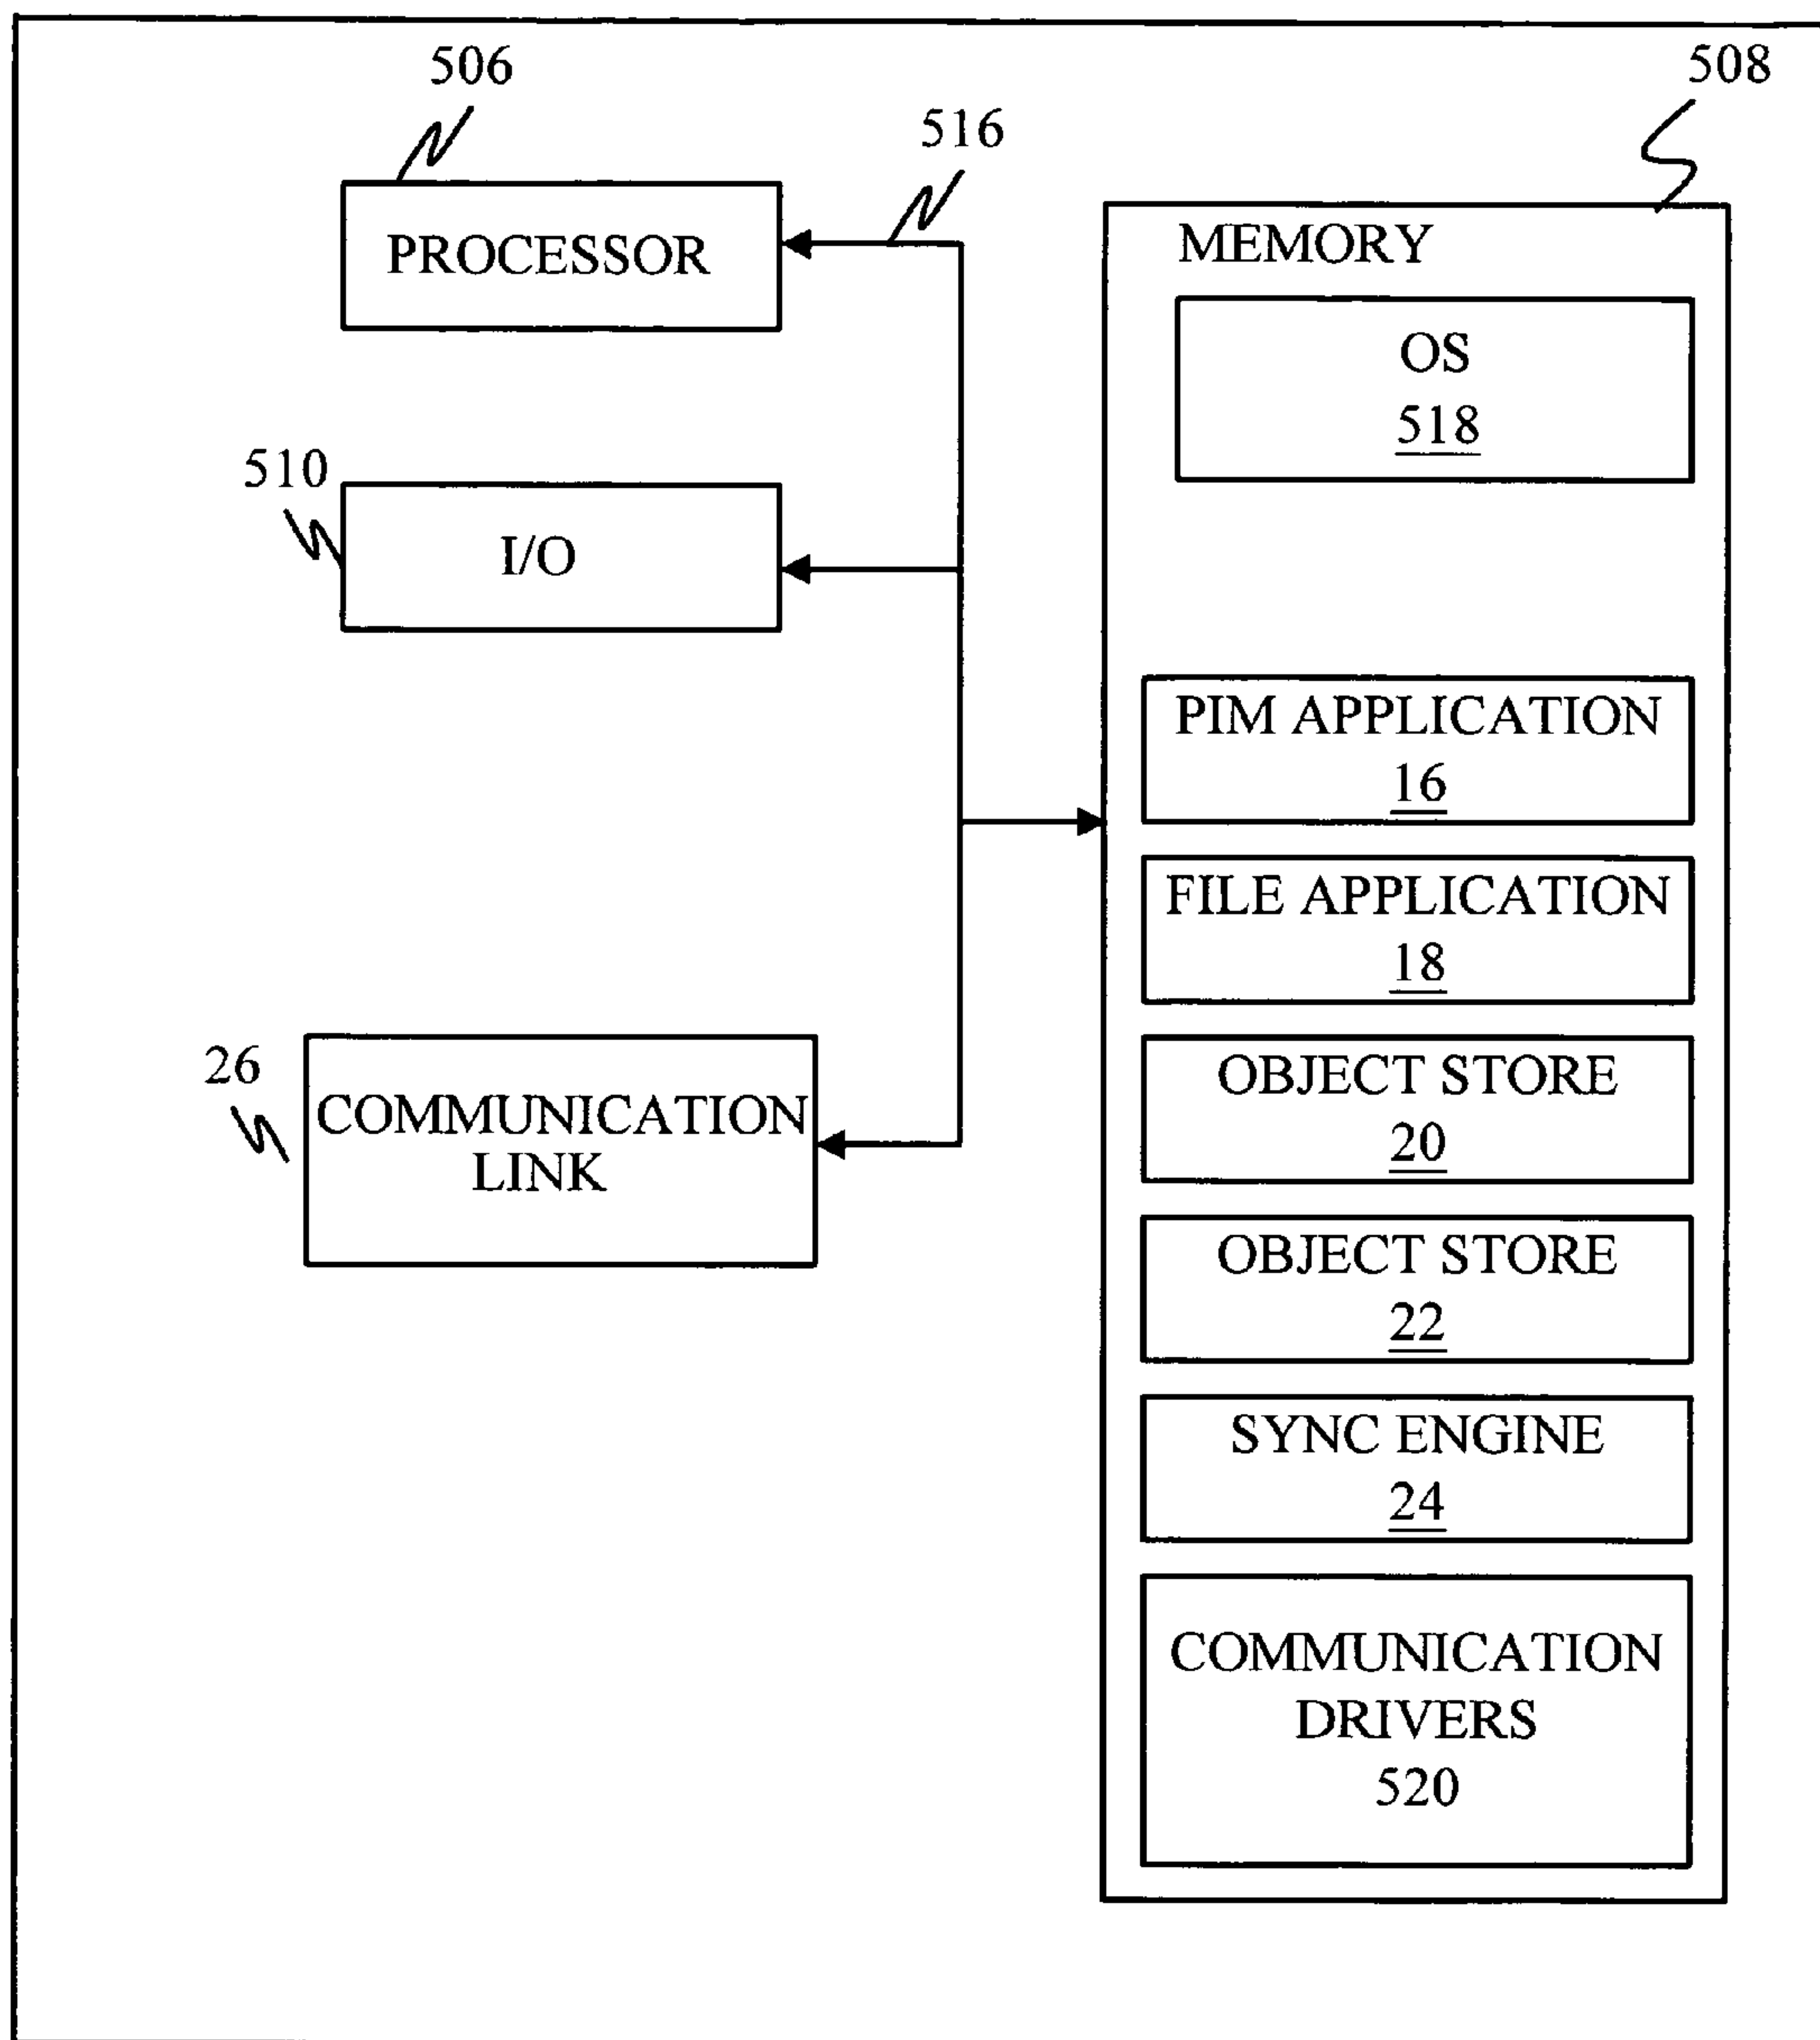 506
508
516
PROCESSOR
MEMORY
OS
518
510
I/O
PIM APPLICATION
16
FILE APPLICATION
18
26
COMMUNICATION
LINK
OBJECT STORE
20
OBJECT STORE
22
SYNC ENGINE
24
COMMUNICATION
DRIVERS
520